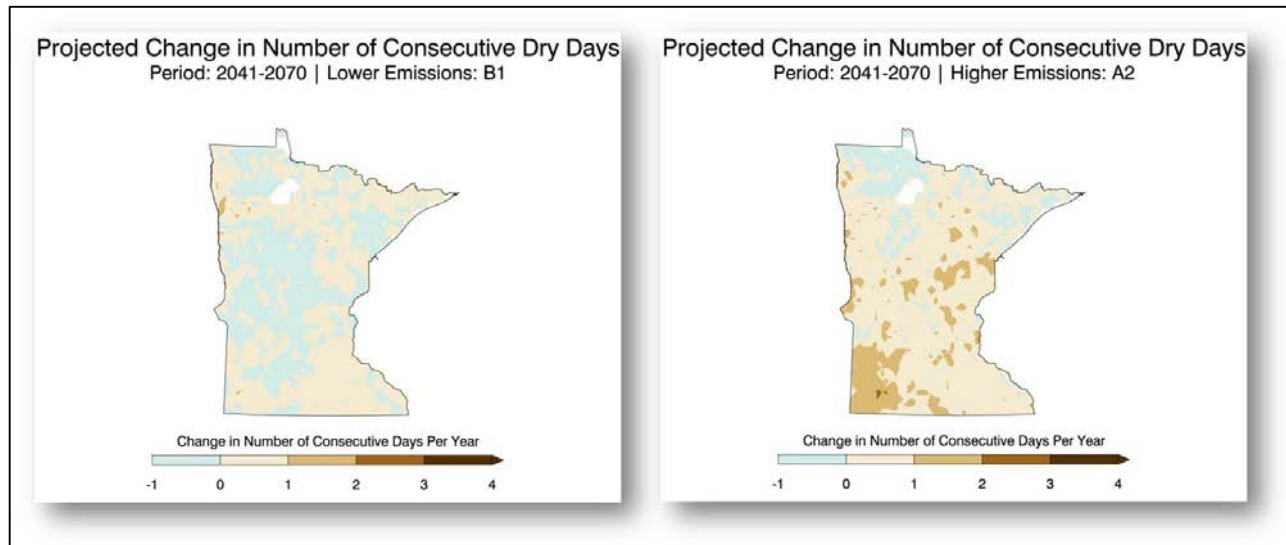 Projected Change in Number of Consecutive Dry Days
Period: 2041-2070 | Lower Emissions: B1
Change in Number of Consecutive Days Per Year
-1 0 1 2 3 4
Projected Change in Number of Consecutive Dry Days
Period: 2041-2070 | Higher Emissions: A2
Change in Number of Consecutive Days Per Year
-1 0 1 2 3 4